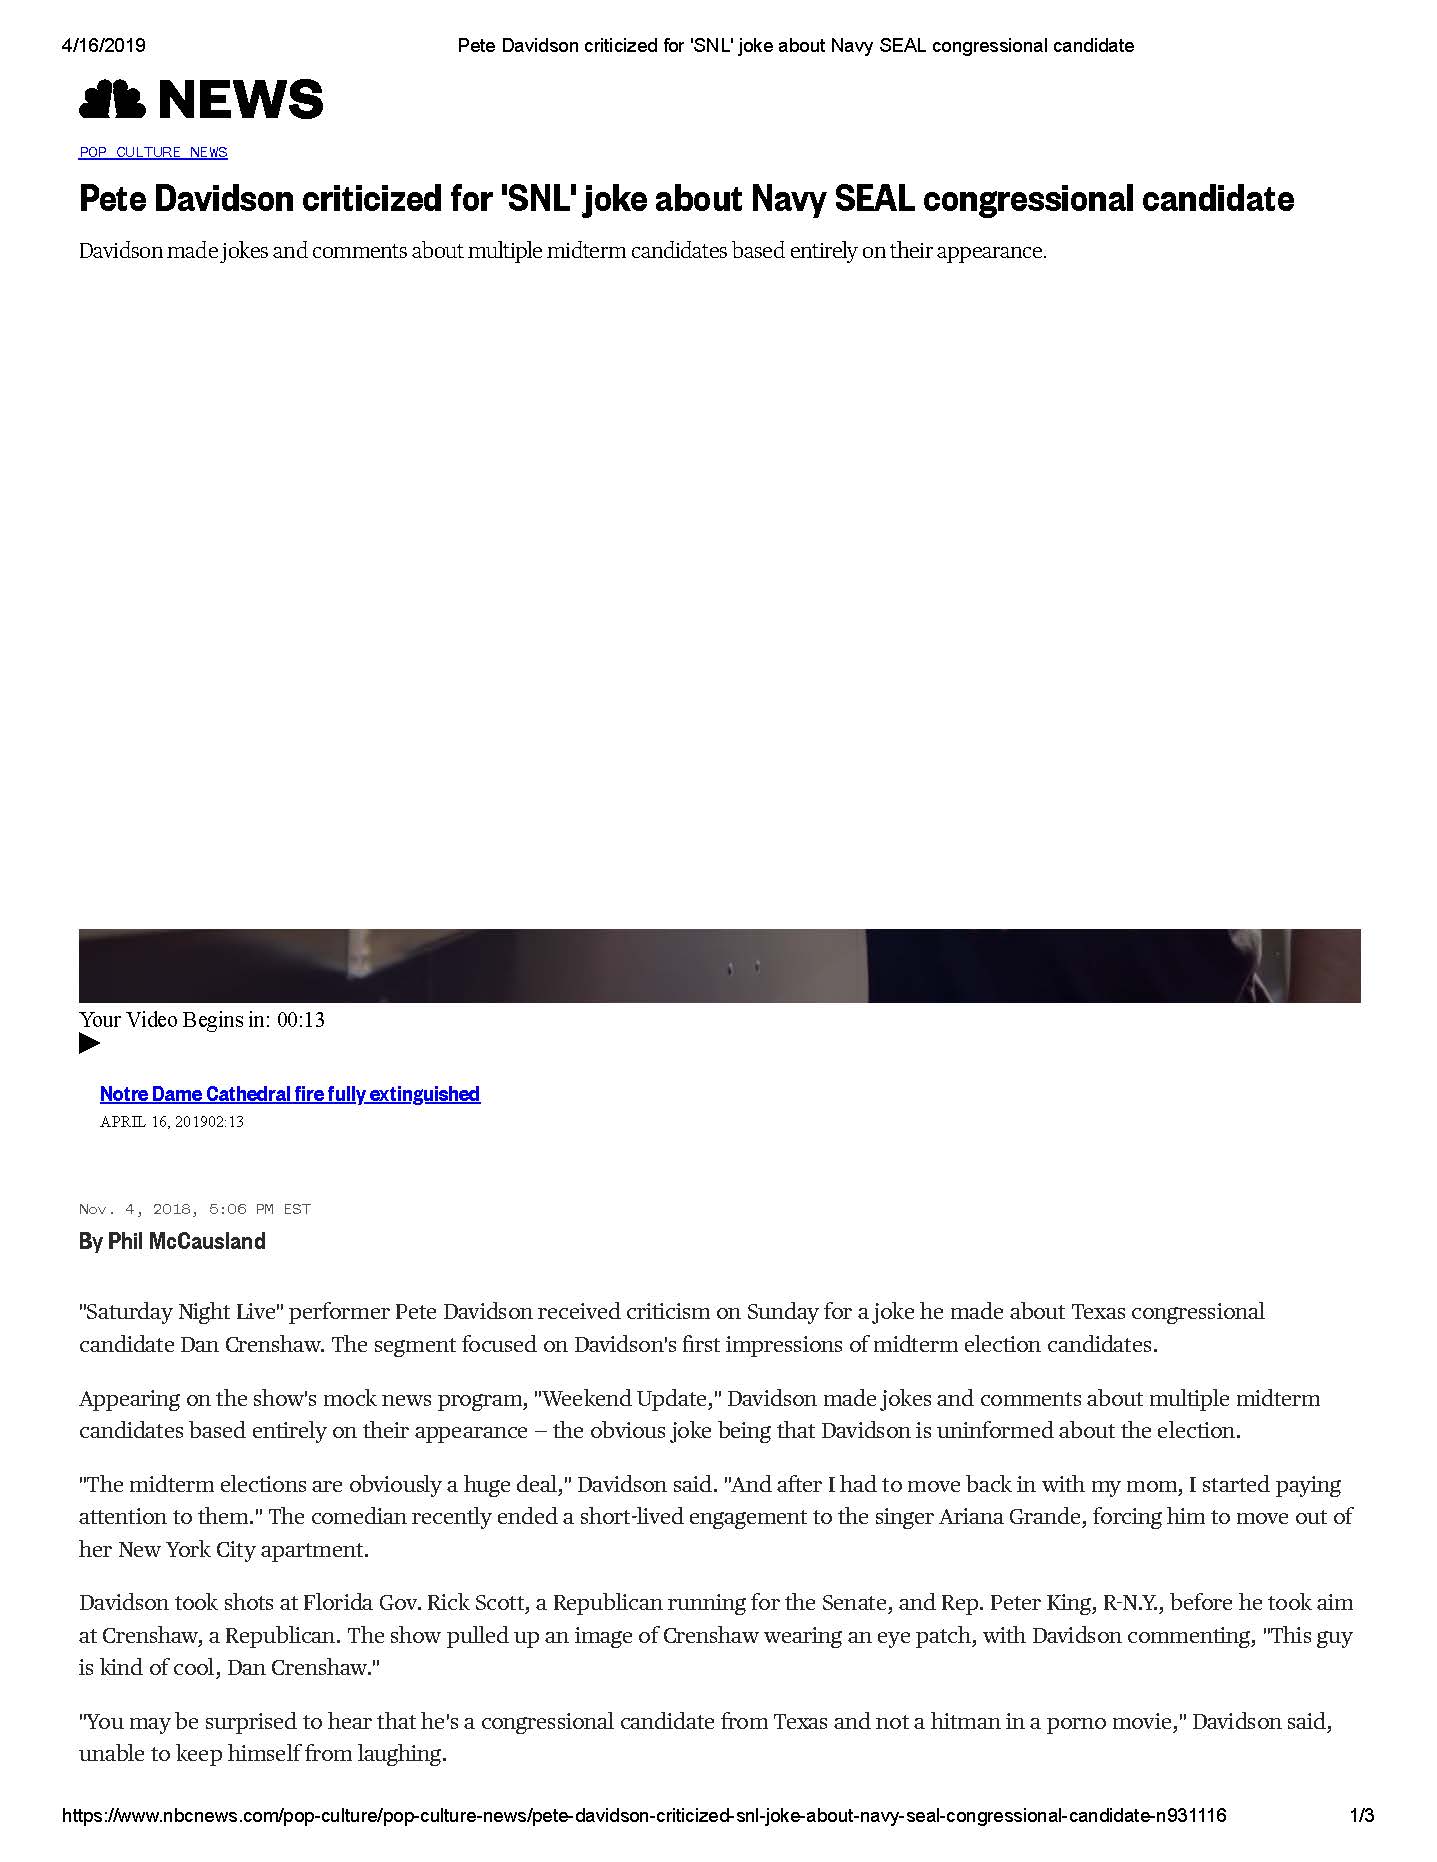 4/16/2019 Pete Davidson criticized for 'SNL' joke about Navy SEAL congressional candidate
NEWS
POP CULTURE NEWS
Pete Davidson criticized for 'SNL' joke about Navy SEAL congressional candidate
Davidson made jokes and comments about multiple midterm candidates based entirely on their appearance.
Your Video Begins in: 00:13
Notre Dame Cathedral fire fully extinguished
APRIL 16, 201902:13
Nov. 4, 2018, 5:06 PM EST
By Phil McCausland
"Saturday Night Live" performer Pete Davidson received criticism on Sunday for a joke he made about Texas congressional
candidate Dan Crenshaw. The segment focused on Davidson's first impressions of midterm election candidates.
Appearing on the show's mock news program, "Weekend Update," Davidson made jokes and comments about multiple midterm
candidates based entirely on their appearance — the obvious joke being that Davidson is uninformed about the election.
"The midterm elections are obviously a huge deal," Davidson said. "And after I had to move back in with my mom, I started paying
attention to them." The comedian recently ended a short-lived engagement to the singer Ariana Grande, forcing him to move out of
her New York City apartment.
Davidson took shots at Florida Gov. Rick Scott, a Republican running for the Senate, and Rep. Peter King, R-N.Y., before he took aim
at Crenshaw, a Republican. The show pulled up an image of Crenshaw wearing an eye patch, with Davidson commenting, "This guy
is kind of cool, Dan Crenshaw."
"You may be surprised to hear that he's a congressional candidate from Texas and not a hitman in a porno movie," Davidson said,
unable to keep himself from laughing.
https://www.nbcnews.com/pop-culture/pop-culture-news/pete-davidson-criticized-snl-joke-about-navy-seal-congressional-candidate-n931116 1/3